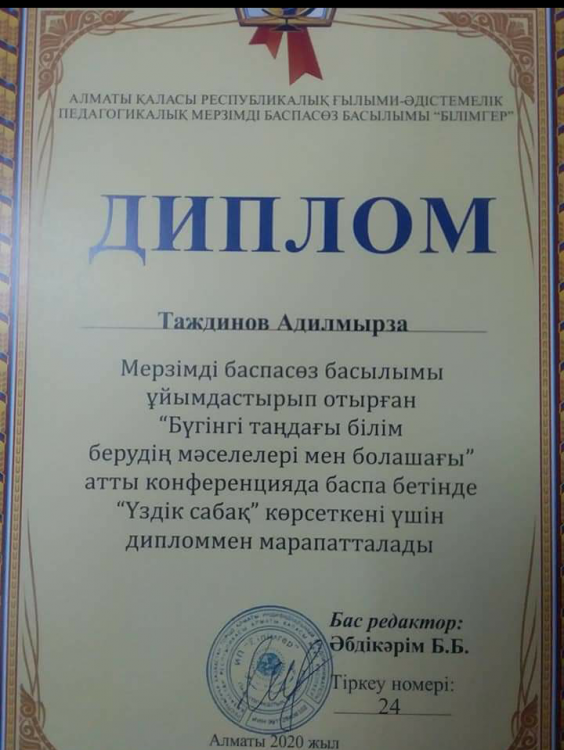 АЛМАТЫ ҚАЛАСЫ РЕСПУБЛИКАЛЫҚ ҒЫЛЫМИ-ӘДІСТЕМЕЛІК
ПЕДАГОГИКАЛЫҚ МЕРЗІМДІ БАСПАСӨЗ БАСЫЛЫМЫ “БІЛІМГЕР”
ДИПЛОМ
Таждинов Адилмырза
Мерзімді баспасөз басылымы
ұйымдастырып отырған
“Бүгінгі таңдағы білім
берудің мәселелері мен болашағы”
атты конференцияда баспа бетінде
“Үздік сабақ” көрсеткені үшін
дипломмен марапатталады
Бас редактор:
Әбдікәрім Б.Б.
ИП "БІЛІМГЕР"
Тіркеу номері:
24
Алматы 2020 жыл